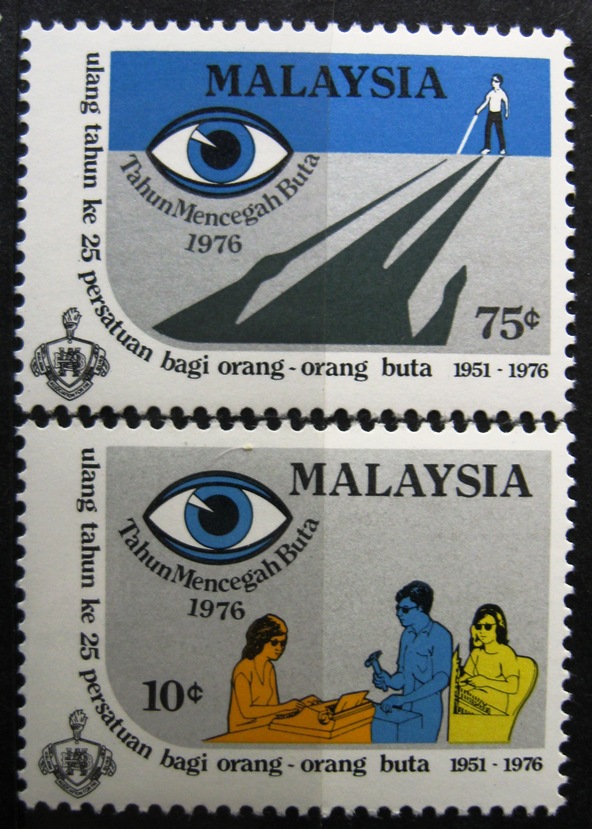 MALAYSIA
Tahun Mencegah Buta
1976
75¢
ulang tahun ke 25 persatuan bagi orang-orang buta 1951-1976
MALAYSIA
Tahun Mencegah Buta
1976
10¢
ulang tahun ke 25 persatuan bagi orang-orang buta 1951-1976